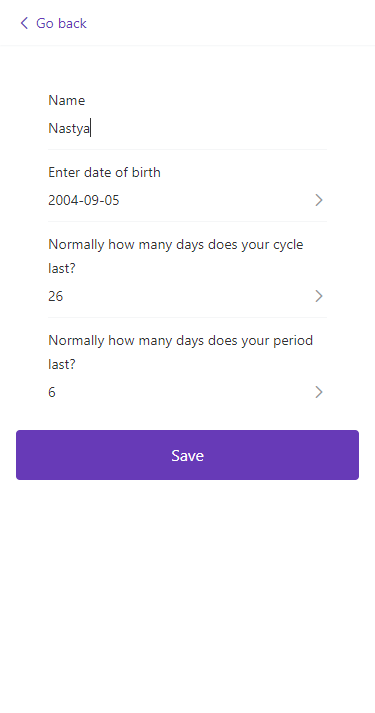 Go back
Name
Nastya
Enter date of birth
2004-09-05
Normally how many days does your cycle
last?
26
Normally how many days does your period
last?
6
Save